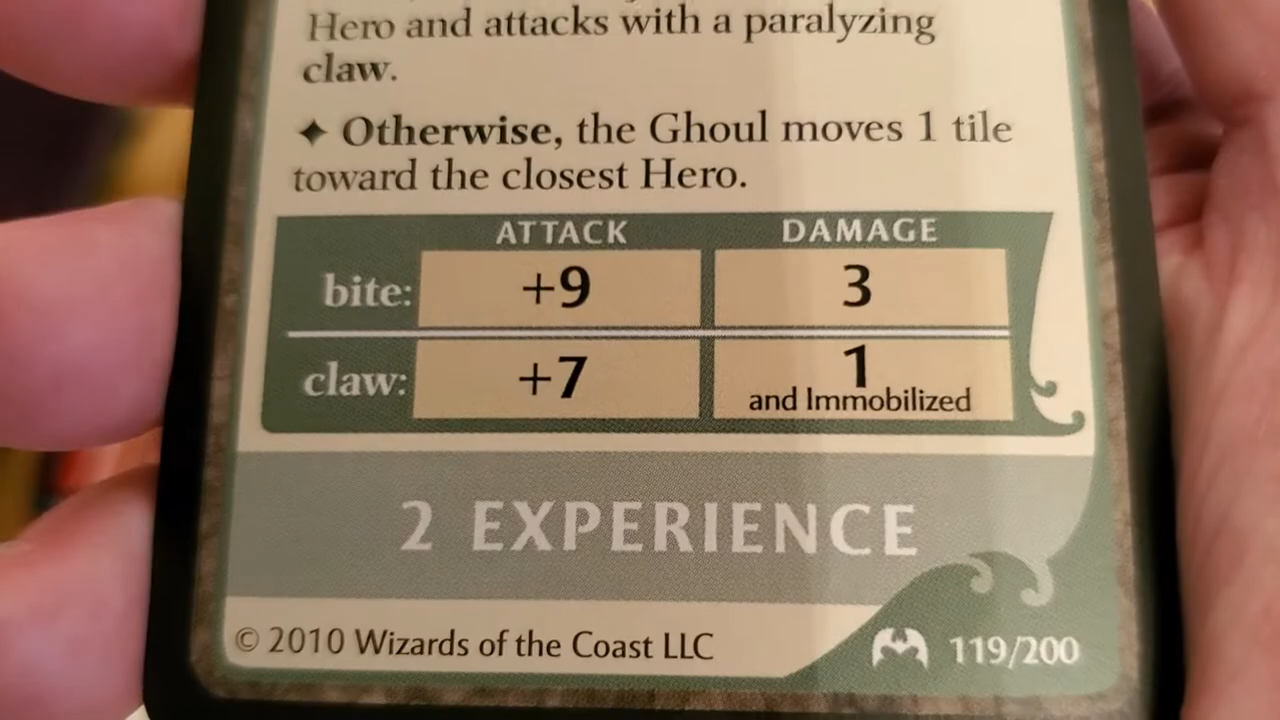 Hero and attacks with a paralyzing
claw.
✦ Otherwise, the Ghoul moves 1 tile
toward the closest Hero.
ATTACK DAMAGE
bite: +9 3
claw: +7 1
and Immobilized
2 EXPERIENCE
© 2010 Wizards of the Coast LLC 119/200